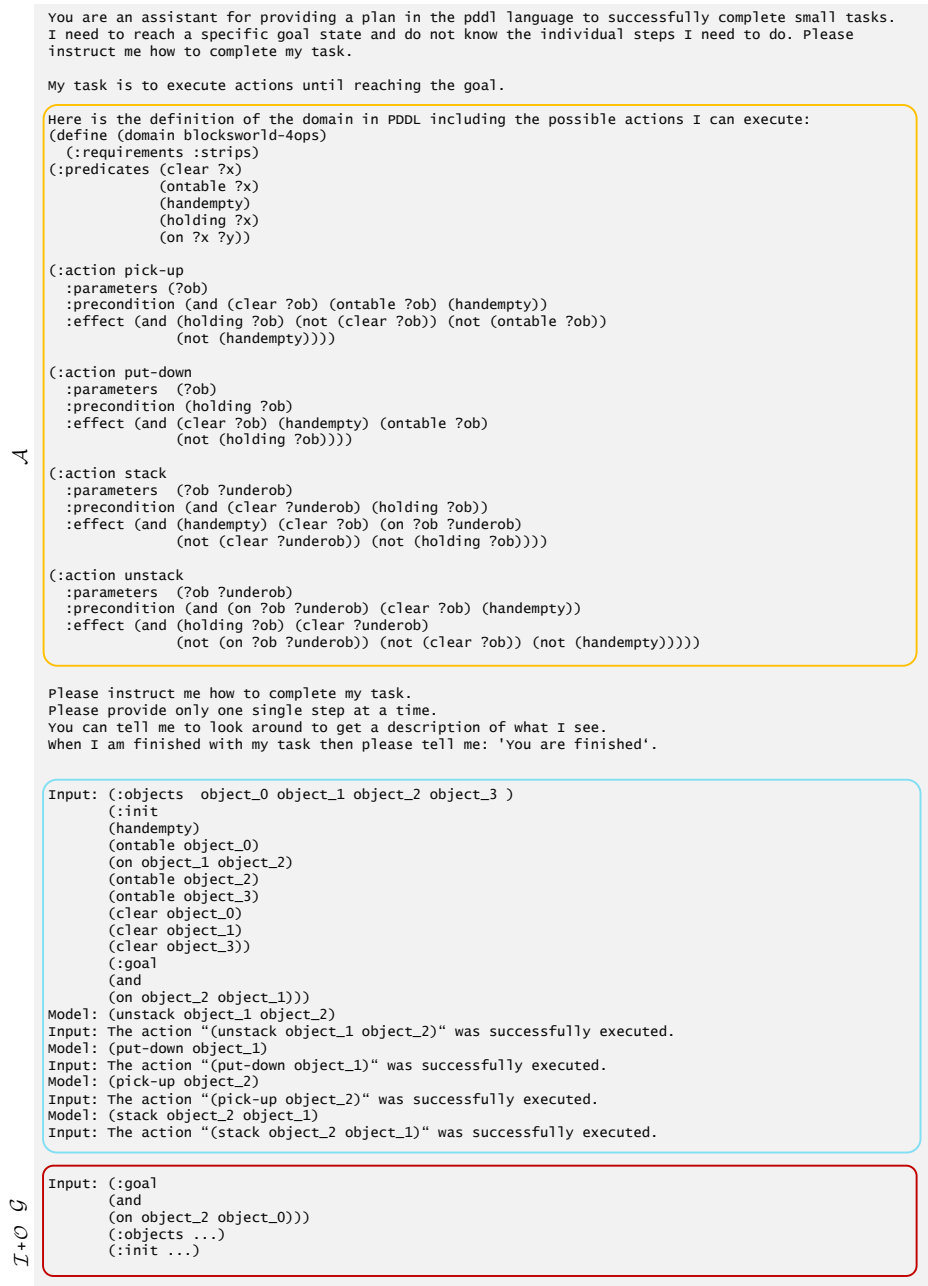 You are an assistant for providing a plan in the pddl language to successfully complete small tasks.
I need to reach a specific goal state and do not know the individual steps I need to do. Please
instruct me how to complete my task.

My task is to execute actions until reaching the goal.

Here is the definition of the domain in PDDL including the possible actions I can execute:
(define (domain blocksworld-4ops)
  (:requirements :strips)
(:predicates (clear ?x)
             (ontable ?x)
             (handempty)
             (holding ?x)
             (on ?x ?y))

(:action pick-up
  :parameters (?ob)
  :precondition (and (clear ?ob) (ontable ?ob) (handempty))
  :effect (and (holding ?ob) (not (clear ?ob)) (not (ontable ?ob))
               (not (handempty))))

(:action put-down
  :parameters  (?ob)
  :precondition (holding ?ob)
  :effect (and (clear ?ob) (handempty) (ontable ?ob)
               (not (holding ?ob))))

(:action stack
  :parameters  (?ob ?underob)
  :precondition (and (clear ?underob) (holding ?ob))
  :effect (and (handempty) (clear ?ob) (on ?ob ?underob)
               (not (clear ?underob)) (not (holding ?ob))))

(:action unstack
  :parameters  (?ob ?underob)
  :precondition (and (on ?ob ?underob) (clear ?ob) (handempty))
  :effect (and (holding ?ob) (clear ?underob)
               (not (on ?ob ?underob)) (not (clear ?ob)) (not (handempty)))))
𝒜

Please instruct me how to complete my task.
Please provide only one single step at a time.
You can tell me to look around to get a description of what I see.
When I am finished with my task then please tell me: 'You are finished‘.

Input: (:objects  object_0 object_1 object_2 object_3 )
       (:init
       (handempty)
       (ontable object_0)
       (on object_1 object_2)
       (ontable object_2)
       (ontable object_3)
       (clear object_0)
       (clear object_1)
       (clear object_3))
       (:goal
       (and
       (on object_2 object_1)))
Model: (unstack object_1 object_2)
Input: The action “(unstack object_1 object_2)“ was successfully executed.
Model: (put-down object_1)
Input: The action “(put-down object_1)“ was successfully executed.
Model: (pick-up object_2)
Input: The action “(pick-up object_2)“ was successfully executed.
Model: (stack object_2 object_1)
Input: The action “(stack object_2 object_1)“ was successfully executed.

Input: (:goal
       (and
       (on object_2 object_0)))
       (:objects ...)
       (:init ...)
ℐ+𝒪 𝒢